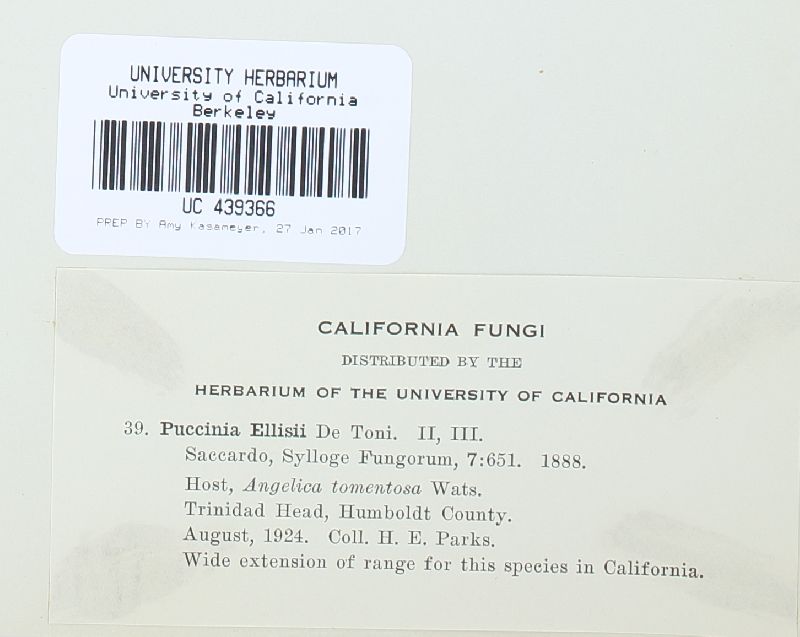 UNIVERSITY HERBARIUM
University of California
Berkeley
UC 439366
PREP BY Amy Kasameyer, 27 Jan 2017
CALIFORNIA FUNGI
DISTRIBUTED BY THE
HERBARIUM OF THE UNIVERSITY OF CALIFORNIA
39. Puccinia Ellisii De Toni. II, III.
Saccardo, Sylloge Fungorum, 7:651. 1888.
Host, Angelica tomentosa Wats.
Trinidad Head, Humboldt County.
August, 1924. Coll. H. E. Parks.
Wide extension of range for this species in California.